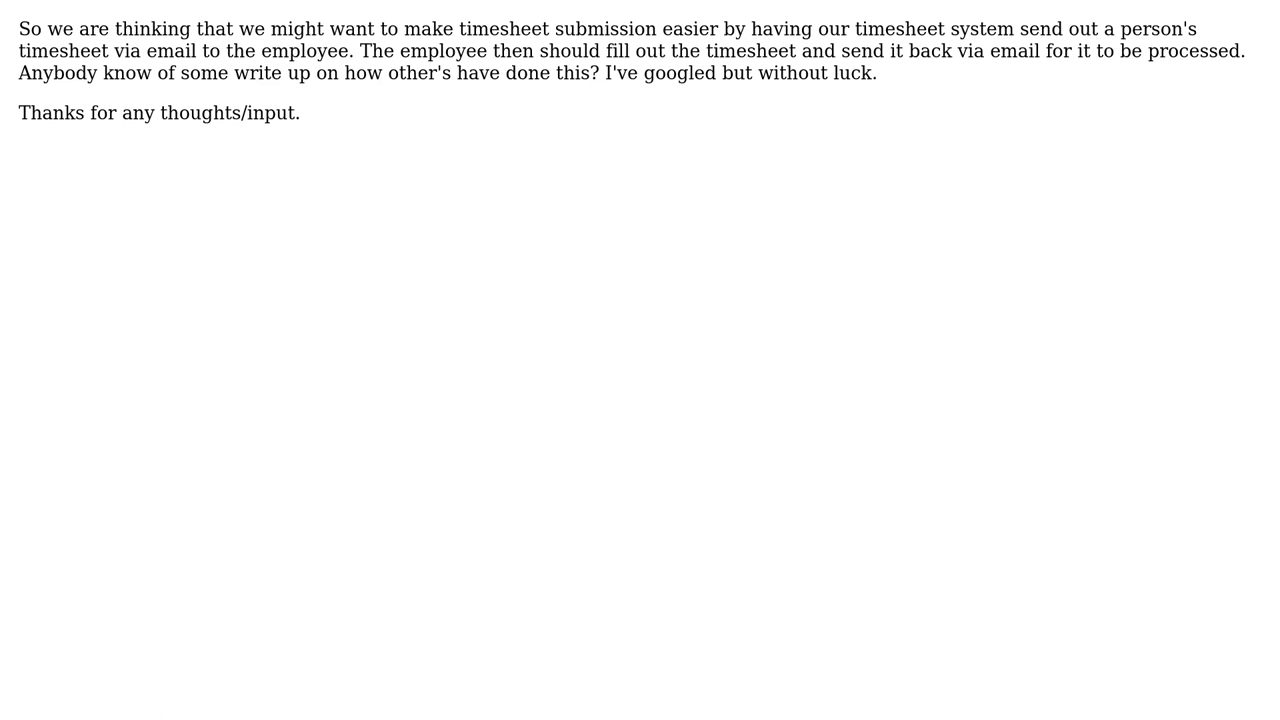 So we are thinking that we might want to make timesheet submission easier by having our timesheet system send out a person's
timesheet via email to the employee. The employee then should fill out the timesheet and send it back via email for it to be processed.
Anybody know of some write up on how other's have done this? I've googled but without luck.
Thanks for any thoughts/input.